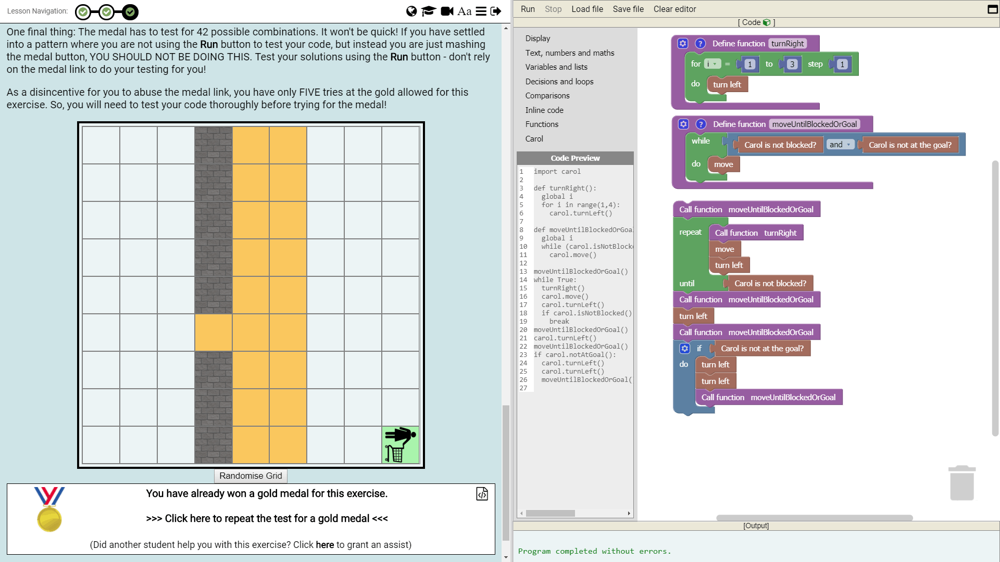 Lesson Navigation:
Aa
One final thing: The medal has to test for 42 possible combinations. It won't be quick! If you have settled
into a pattern where you are not using the Run button to test your code, but instead you are just mashing
the medal button, YOU SHOULD NOT BE DOING THIS. Test your solutions using the Run button - don't rely
on the medal link to do your testing for you!
As a disincentive for you to abuse the medal link, you have only FIVE tries at the gold allowed for this
exercise. So, you will need to test your code thoroughly before trying for the medal!
Randomise Grid
You have already won a gold medal for this exercise.
>>> Click here to repeat the test for a gold medal <<<
(Did another student help you with this exercise? Click here to grant an assist)
Run Stop Load file Save file Clear editor
[ Code ]
Display
Text, numbers and maths
Variables and lists
Decisions and loops
Comparisons
Inline code
Functions
Carol
Code Preview
1 import carol
2
3 def turnRight():
4 global i
5 for i in range(1,4):
6 carol.turnLeft()
7
8 def moveUntilBlockedOrGoa
9 global i
10 while (carol.isNotBlock
11 carol.move()
12
13 moveUntilBlockedOrGoal()
14 while True:
15 turnRight()
16 carol.move()
17 carol.turnLeft()
18 if carol.isNotBlocked()
19 break
20 moveUntilBlockedOrGoal()
21 carol.turnLeft()
22 moveUntilBlockedOrGoal()
23 if carol.notAtGoal():
24 carol.turnLeft()
25 carol.turnLeft()
26 moveUntilBlockedOrGoal(
27
? Define function turnRight
for i = 1 to 3 step 1
do turn left
? Define function moveUntilBlockedOrGoal
while Carol is not blocked? and Carol is not at the goal?
do move
Call function moveUntilBlockedOrGoal
repeat Call function turnRight
move
turn left
until Carol is not blocked?
Call function moveUntilBlockedOrGoal
turn left
Call function moveUntilBlockedOrGoal
if Carol is not at the goal?
do turn left
turn left
Call function moveUntilBlockedOrGoal
[Output]
Program completed without errors.